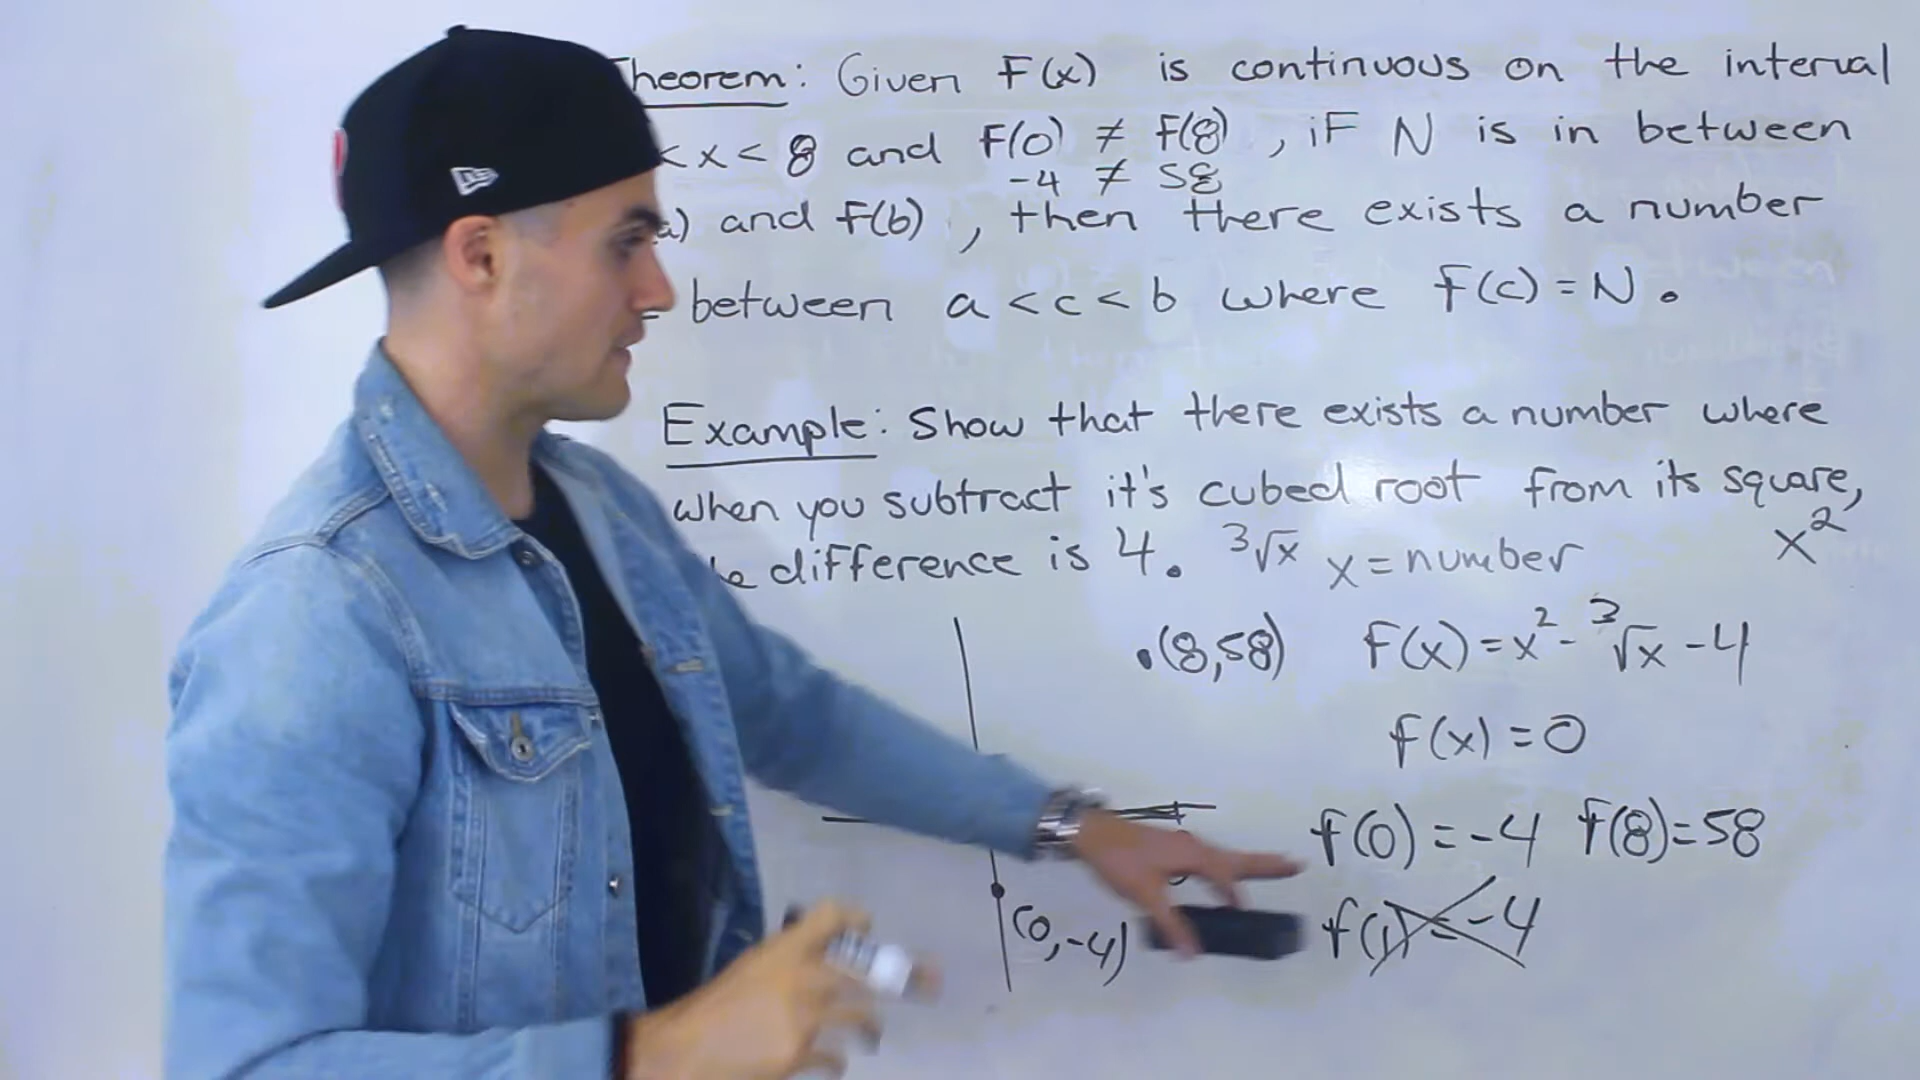 Theorem: Given F(x) is continuous on the interval
< x < 8 and F(0) ≠ F(8), if N is in between
-4 ≠ 58
a) and f(b), then there exists a number
= between a < c < b where f(c) = N.
Example: Show that there exists a number where
when you subtract it's cubed root from its square,
difference is 4. ³√x x = number x²
(8,58) F(x) = x² - ³√x - 4
f(x) = 0
f(0) = -4 f(8) = 58
(0,-4) f(1) = -4